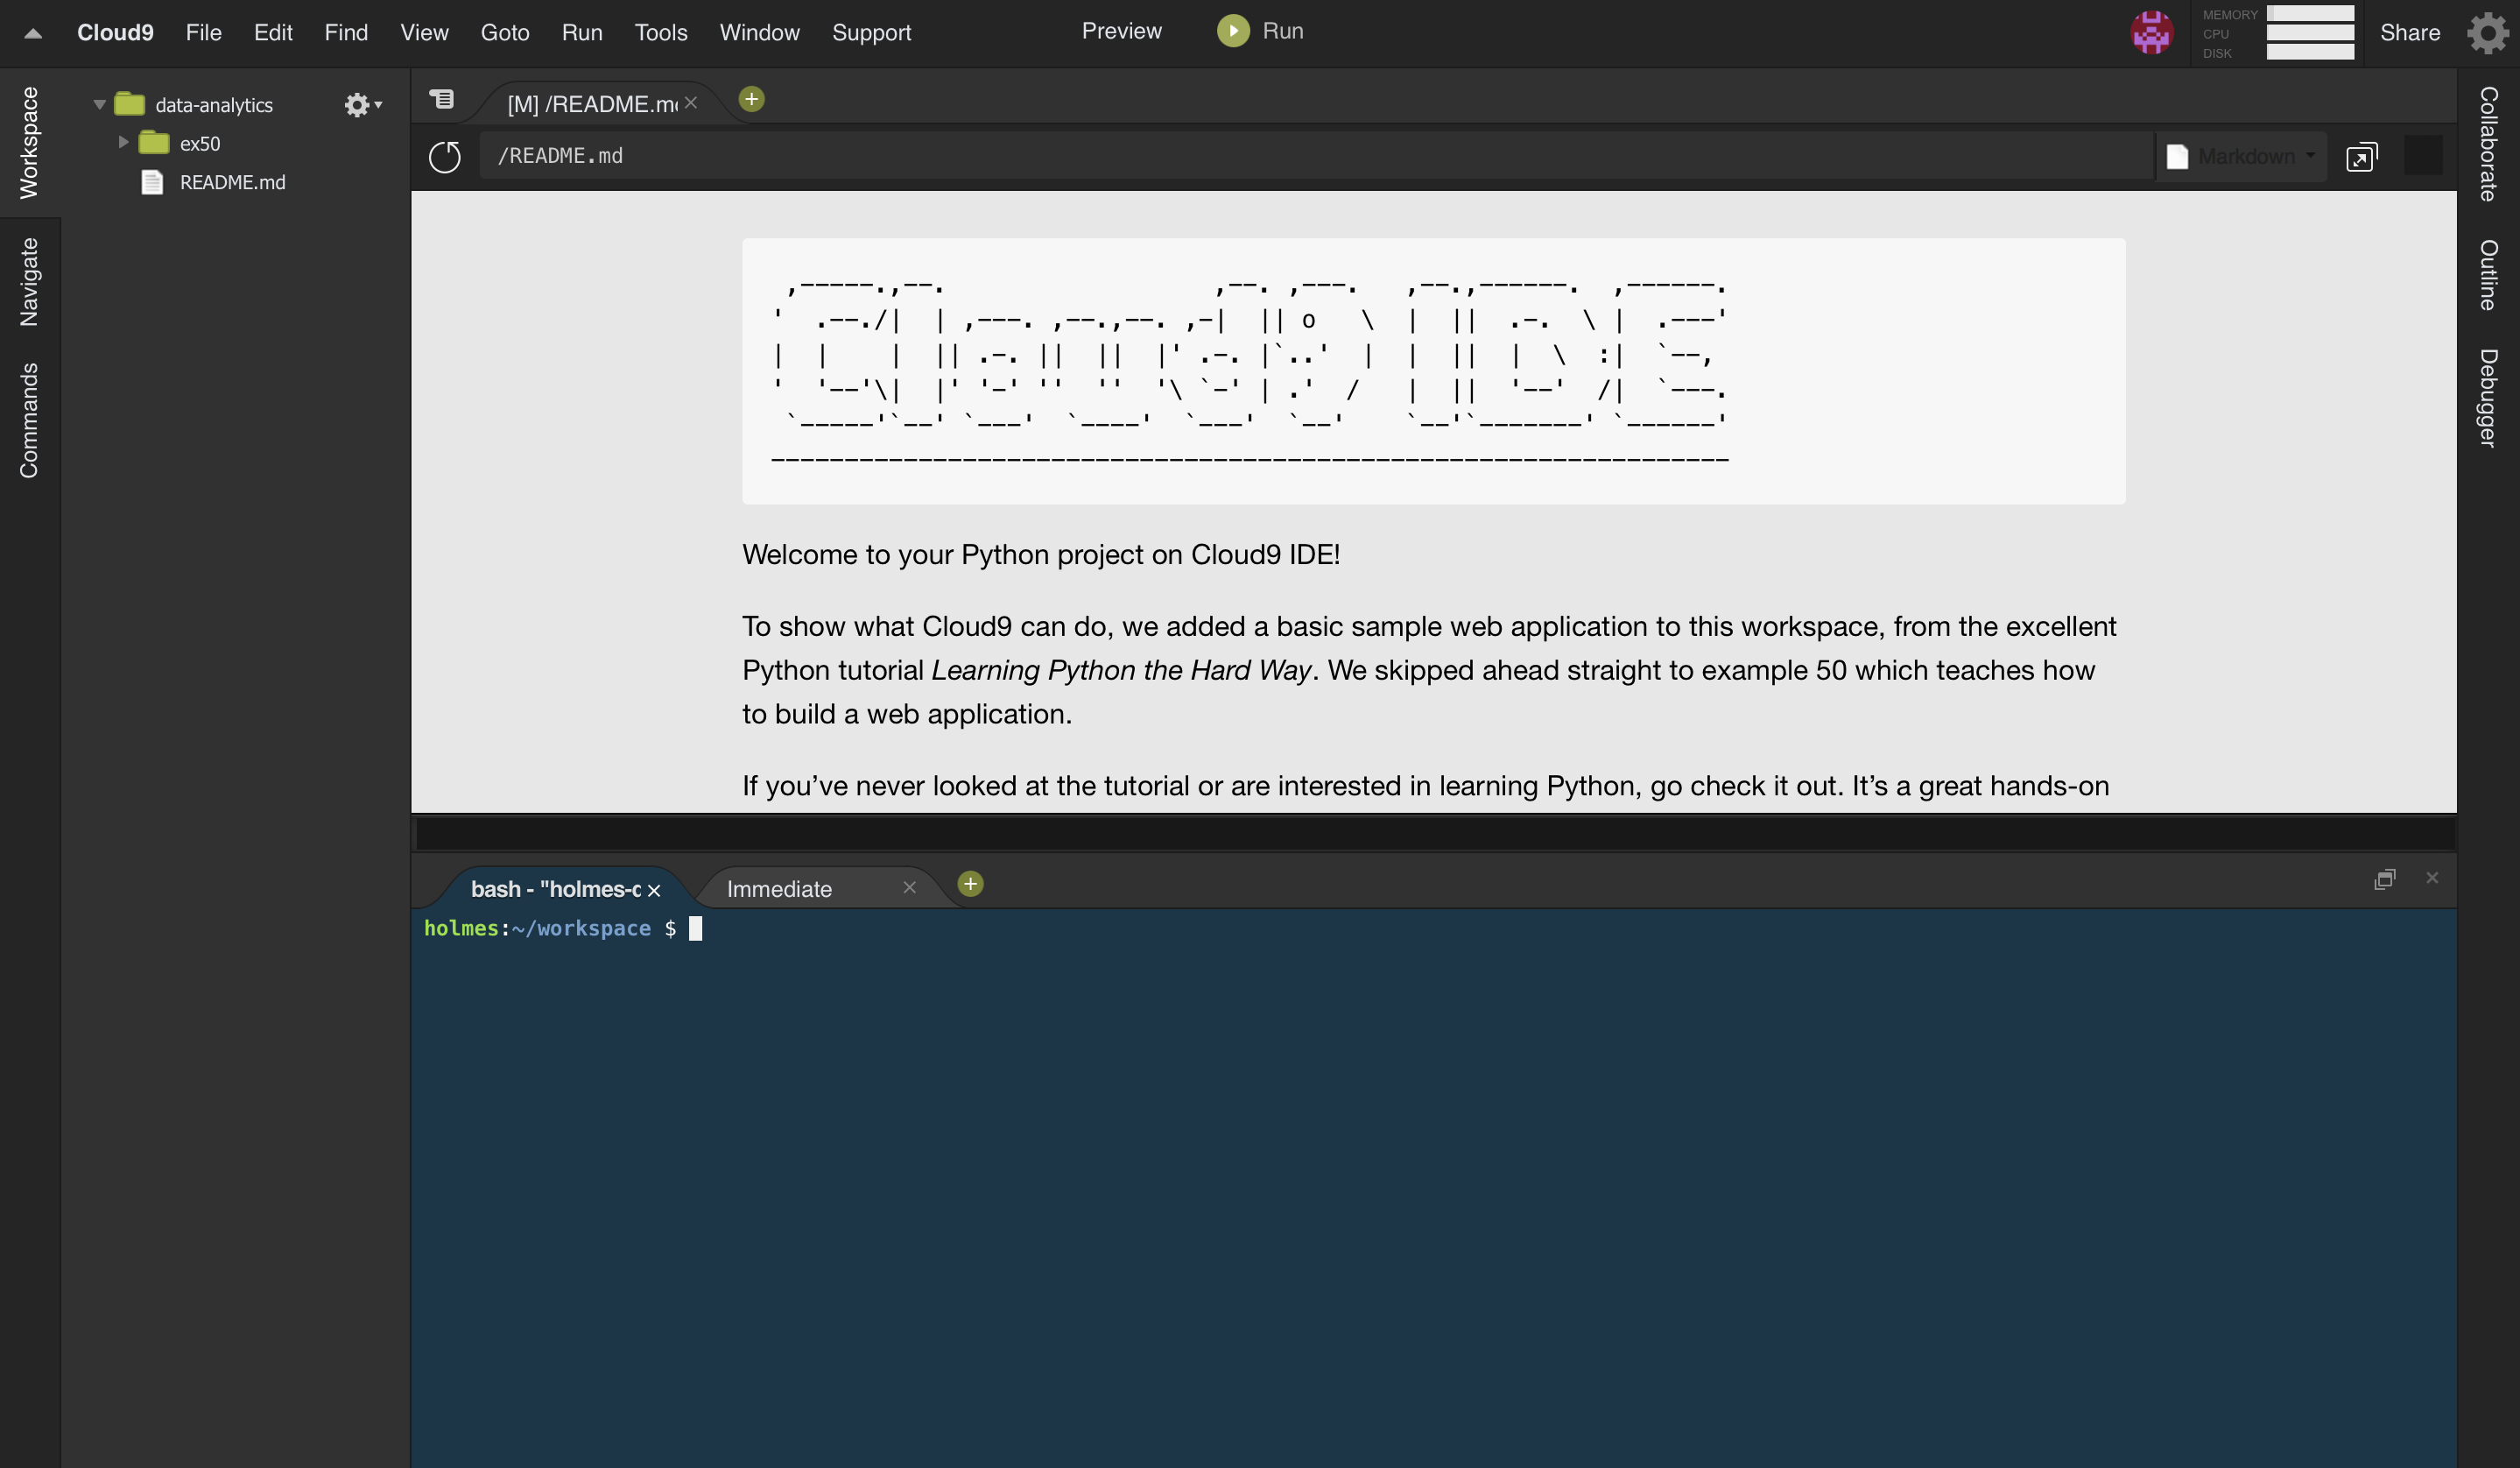 Cloud9 File Edit Find View Goto Run Tools Window Support Preview Run MEMORY CPU DISK Share
Workspace
Navigate
Commands
data-analytics
ex50
README.md
[M] /README.m
/README.md Markdown
,-----.,--.                  ,--. ,---.   ,--.,------.  ,------.
'  .--./|  | ,---. ,--.,--. ,-|  || o   \  |  ||  .-.  \ |  .---'
|  |    |  || .-. ||  ||  |' .-. |`..'  |  |  ||  |  \  :|  `--,
'  '--'\|  |' '-' ''  ''  '\ `-' | .'  /   |  ||  '--'  /|  `---.
`-----'`--' `---'  `----'  `---'  `--'    `--'`-------' `------'
-----------------------------------------------------------------
Welcome to your Python project on Cloud9 IDE!
To show what Cloud9 can do, we added a basic sample web application to this workspace, from the excellent
Python tutorial Learning Python the Hard Way. We skipped ahead straight to example 50 which teaches how
to build a web application.
If you’ve never looked at the tutorial or are interested in learning Python, go check it out. It’s a great hands-on
bash - "holmes- Immediate
holmes:~/workspace $
Collaborate
Outline
Debugger